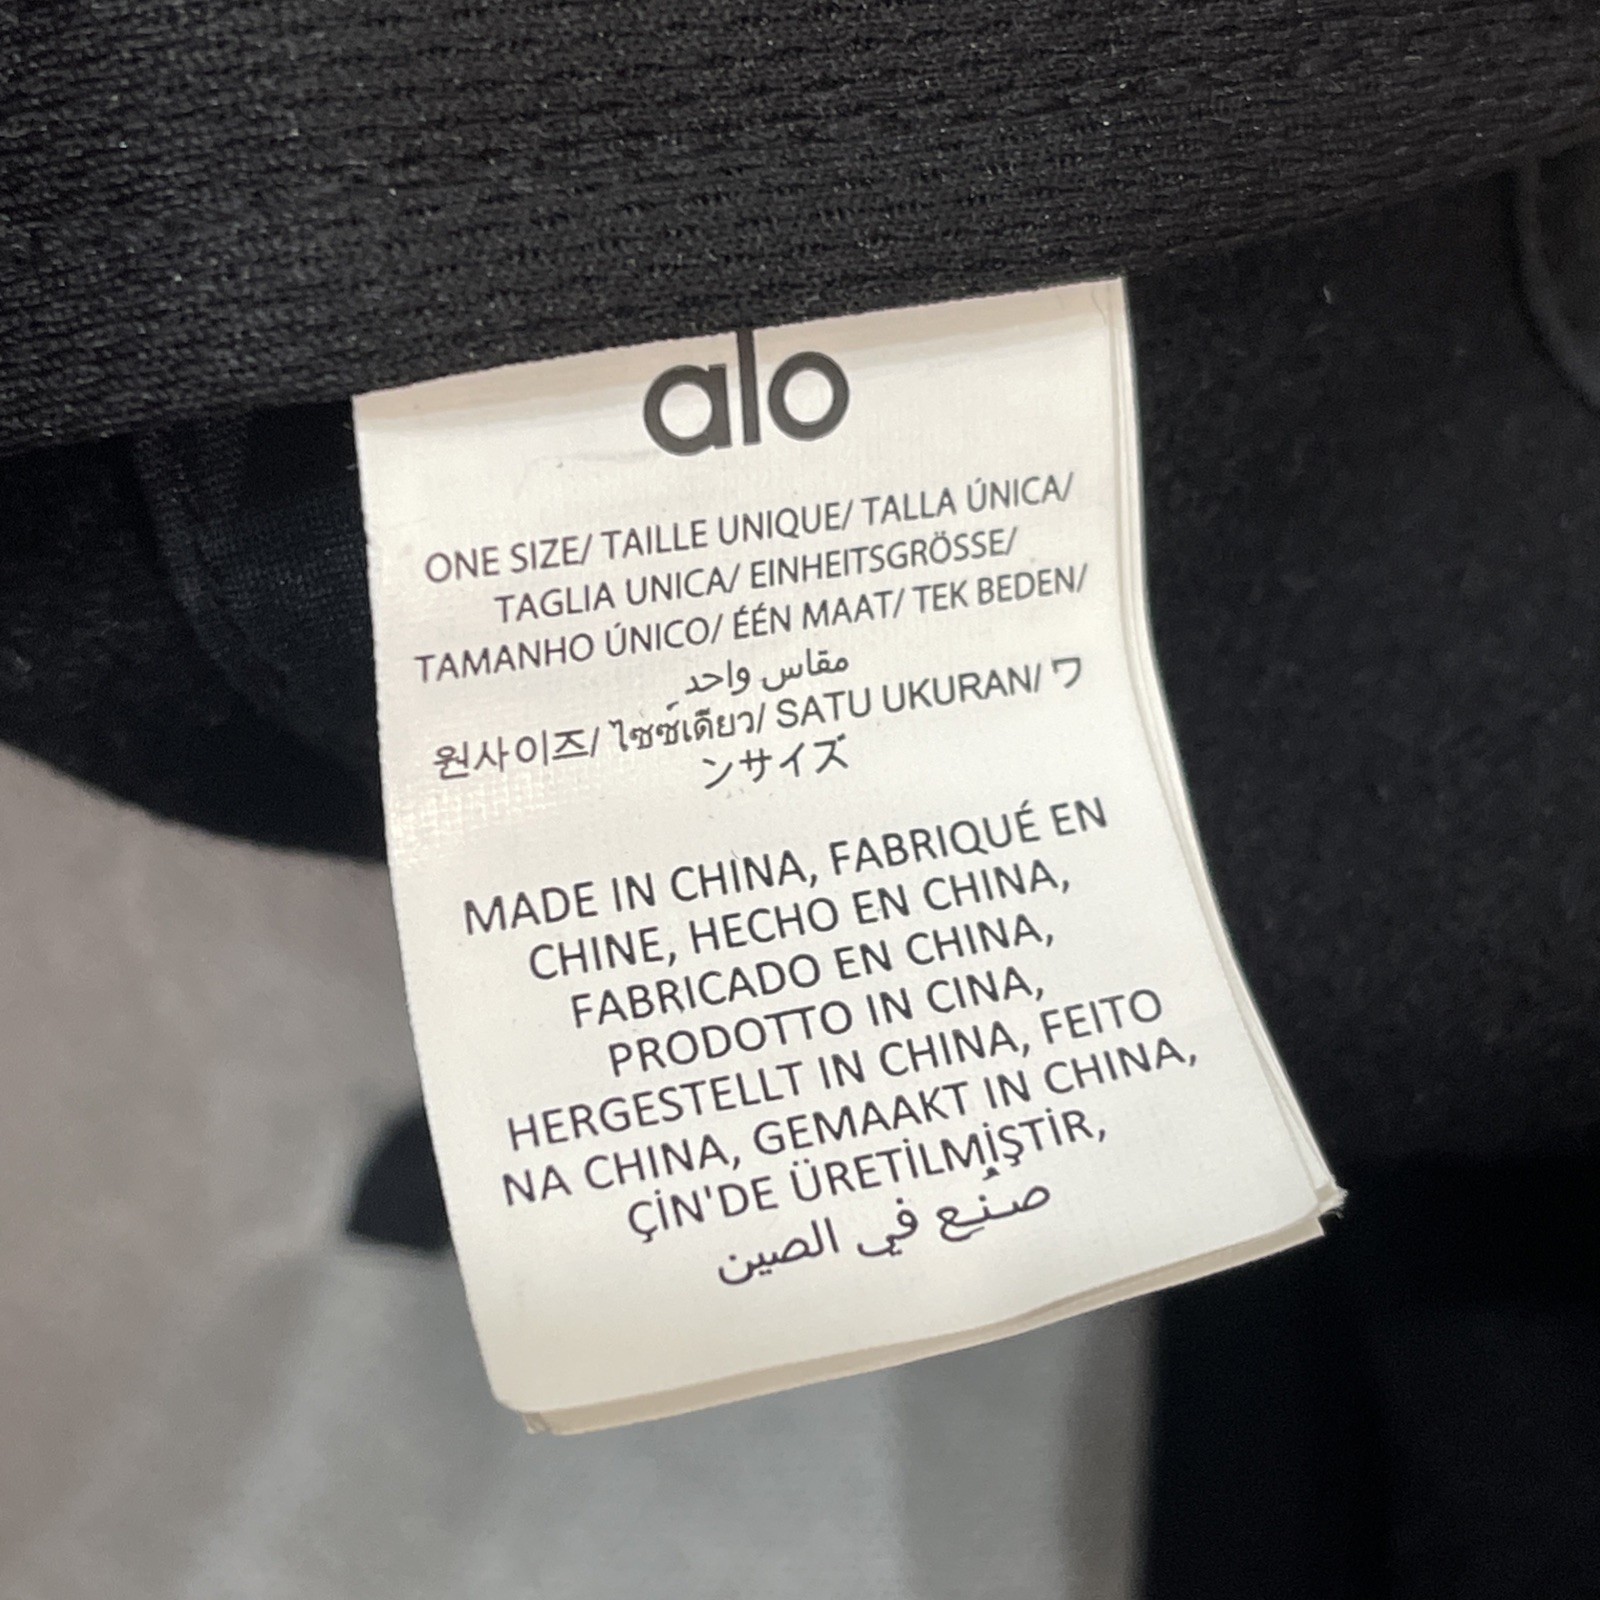 alo
ONE SIZE/ TAILLE UNIQUE/ TALLA ÚNICA/
TAGLIA UNICA/ EINHEITSGRÖSSE/
TAMANHO ÚNICO/ ÉÉN MAAT/ TEK BEDEN/
مقاس واحد
원사이즈/ ไซซ์เดียว/ SATU UKURAN/ ワ
ンサイズ
MADE IN CHINA, FABRIQUÉ EN
CHINE, HECHO EN CHINA,
FABRICADO EN CHINA,
PRODOTTO IN CINA,
HERGESTELLT IN CHINA, FEITO
NA CHINA, GEMAAKT IN CHINA,
ÇİN'DE ÜRETİLMİŞTİR,
صُنِع في الصين